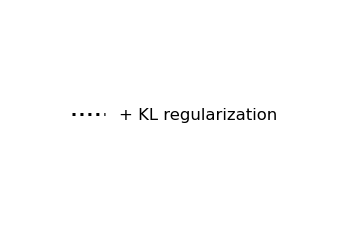 + KL regularization